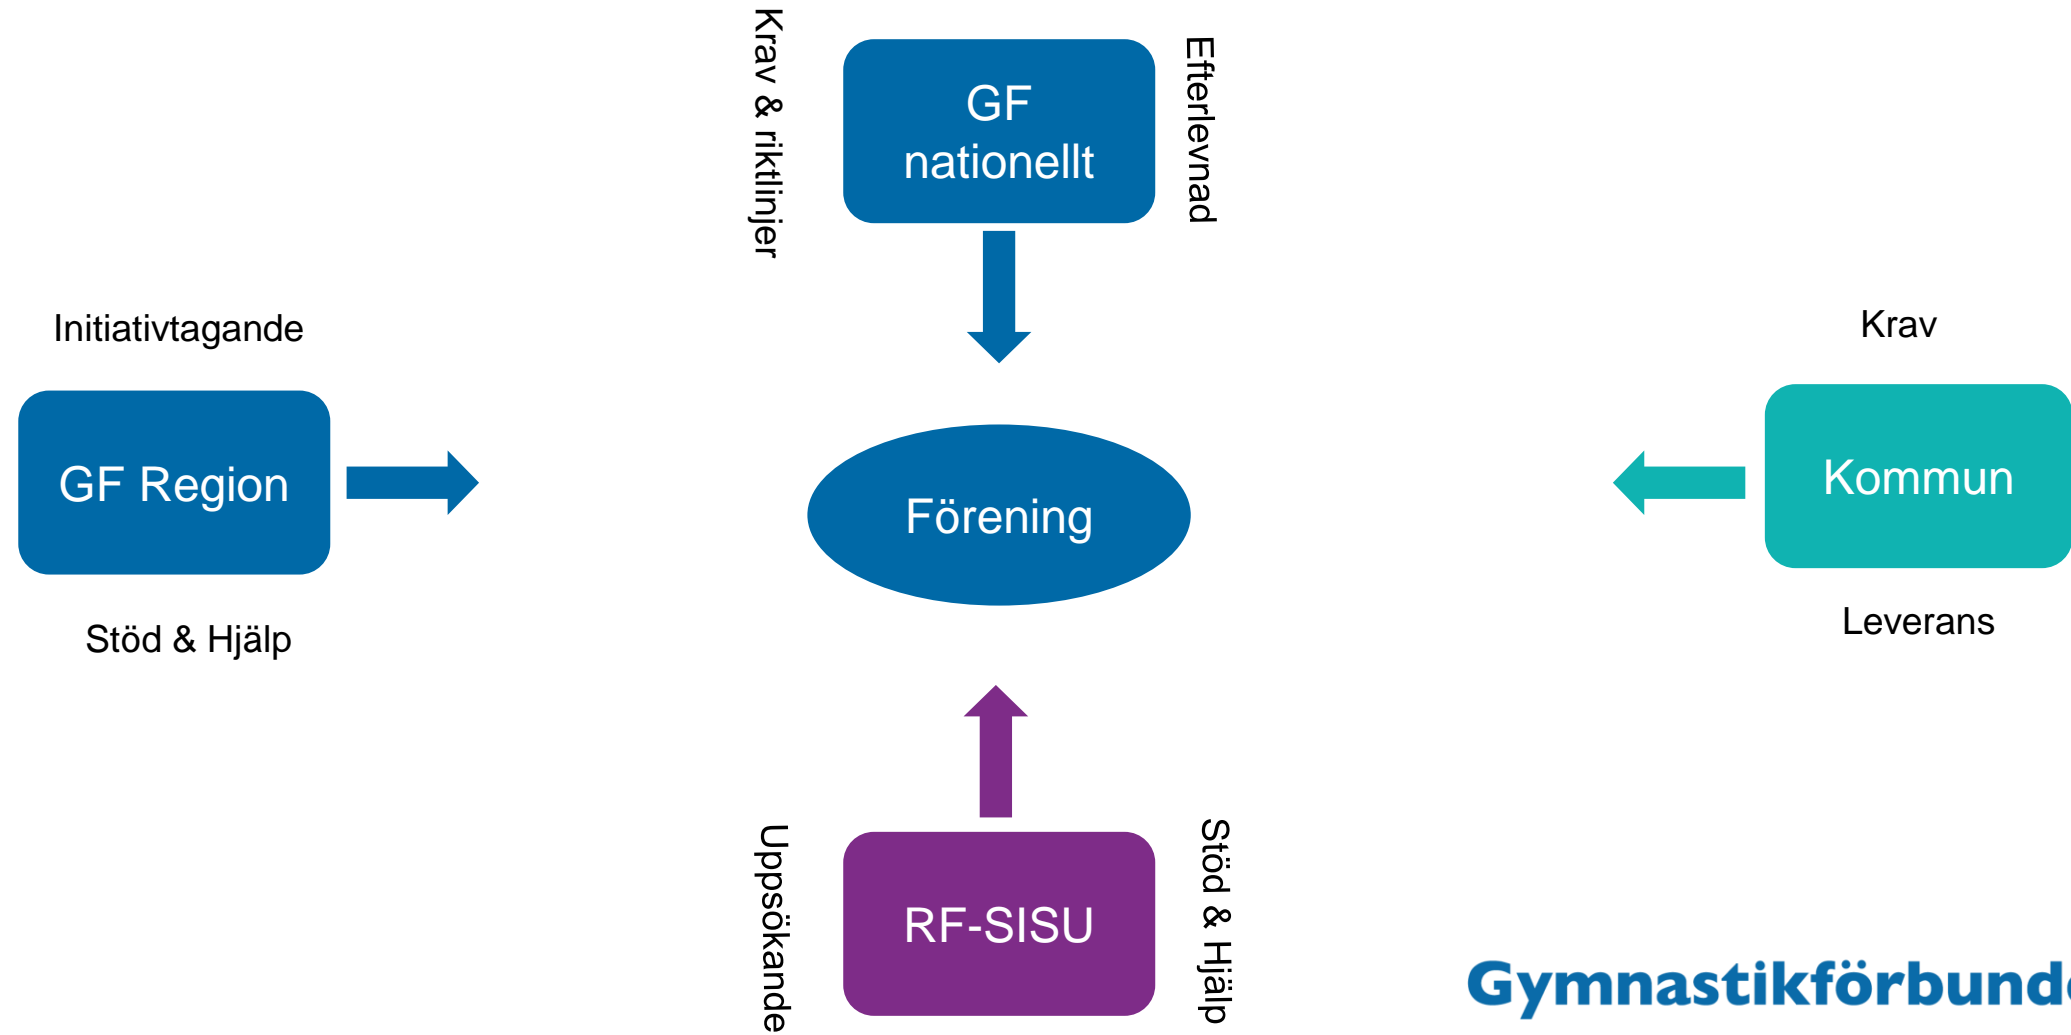 Krav & riktlinjer
GF
nationellt
Efterlevnad
Initiativtagande
GF Region
Stöd & Hjälp
Förening
Krav
Kommun
Leverans
Uppsökande
RF-SISU
Stöd & Hjälp
Gymnastikförbund